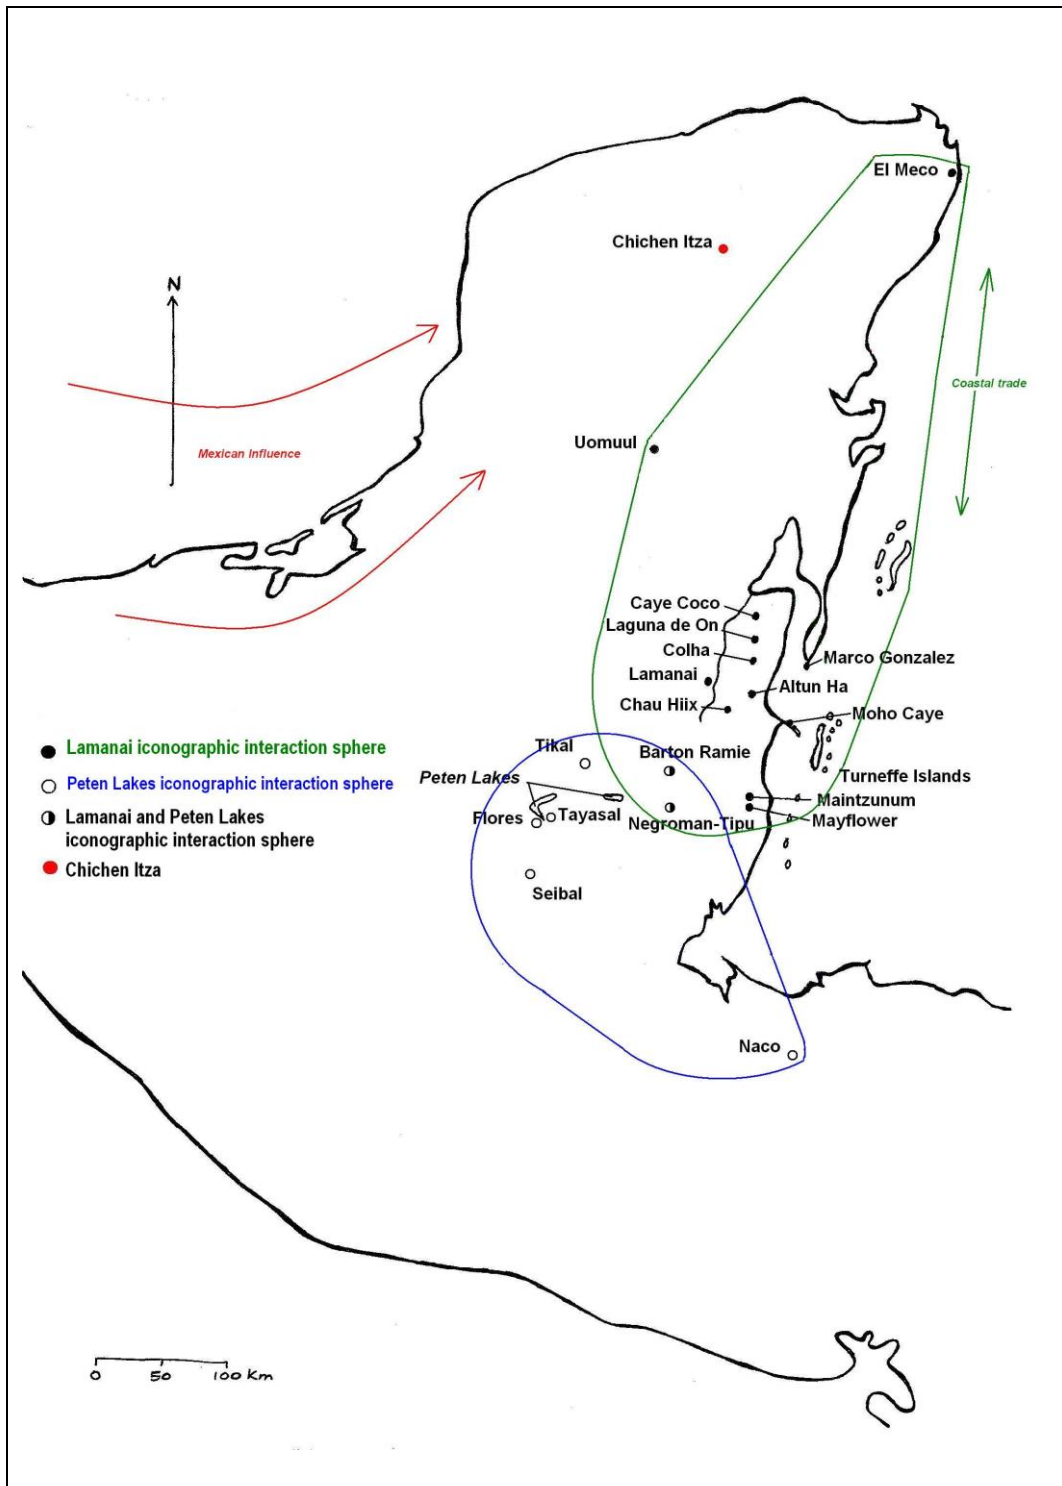 El Meco
Chichen Itza
N
Coastal trade
Mexican Influence
Uomuul
Caye Coco
Laguna de On
Colha
Marco Gonzalez
Lamanai
Altun Ha
Chau Hiix
Moho Caye
Lamanai iconographic interaction sphere
Peten Lakes iconographic interaction sphere
Lamanai and Peten Lakes
iconographic interaction sphere
Chichen Itza
Tikal
Barton Ramie
Peten Lakes
Turneffe Islands
Maintzunum
Flores
Tayasal
Negroman-Tipu
Mayflower
Seibal
Naco
0 50 100 Km